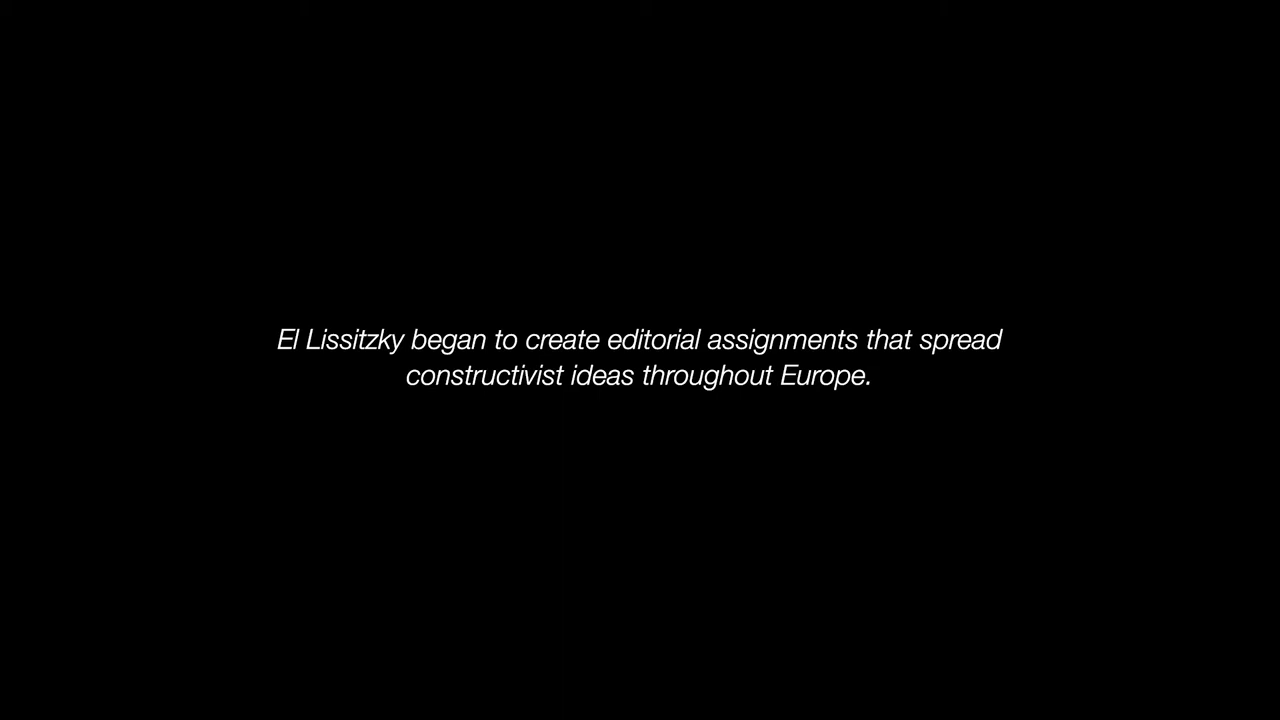 El Lissitzky began to create editorial assignments that spread
constructivist ideas throughout Europe.